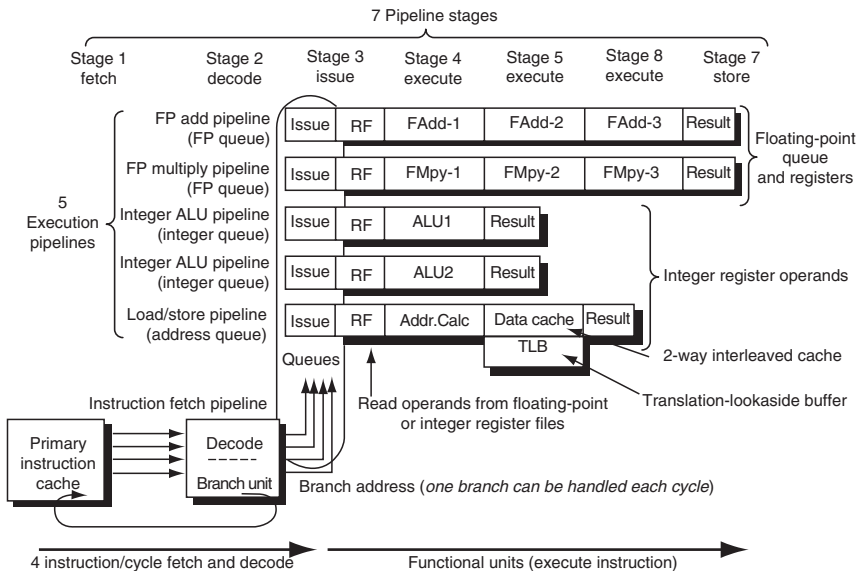 7 Pipeline stages
Stage 1
fetch
Stage 2
decode
Stage 3
issue
Stage 4
execute
Stage 5
execute
Stage 8
execute
Stage 7
store
FP add pipeline
(FP queue)
Issue
RF
FAdd-1
FAdd-2
FAdd-3
Result
FP multiply pipeline
(FP queue)
Issue
RF
FMpy-1
FMpy-2
FMpy-3
Result
Floating-point
queue
and registers
5
Execution
pipelines
Integer ALU pipeline
(integer queue)
Issue
RF
ALU1
Result
Integer ALU pipeline
(integer queue)
Issue
RF
ALU2
Result
Integer register operands
Load/store pipeline
(address queue)
Issue
RF
Addr.Calc
Data cache
Result
TLB
2-way interleaved cache
Translation-lookaside buffer
Queues
Read operands from floating-point
or integer register files
Instruction fetch pipeline
Primary
instruction
cache
Decode
Branch unit
Branch address (one branch can be handled each cycle)
4 instruction/cycle fetch and decode
Functional units (execute instruction)